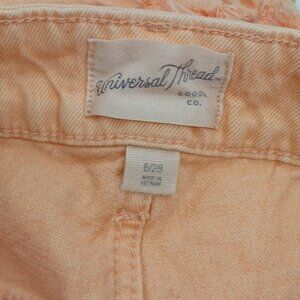 Universal Thread
GOODS
CO.
6/28
MADE IN
VIETNAM